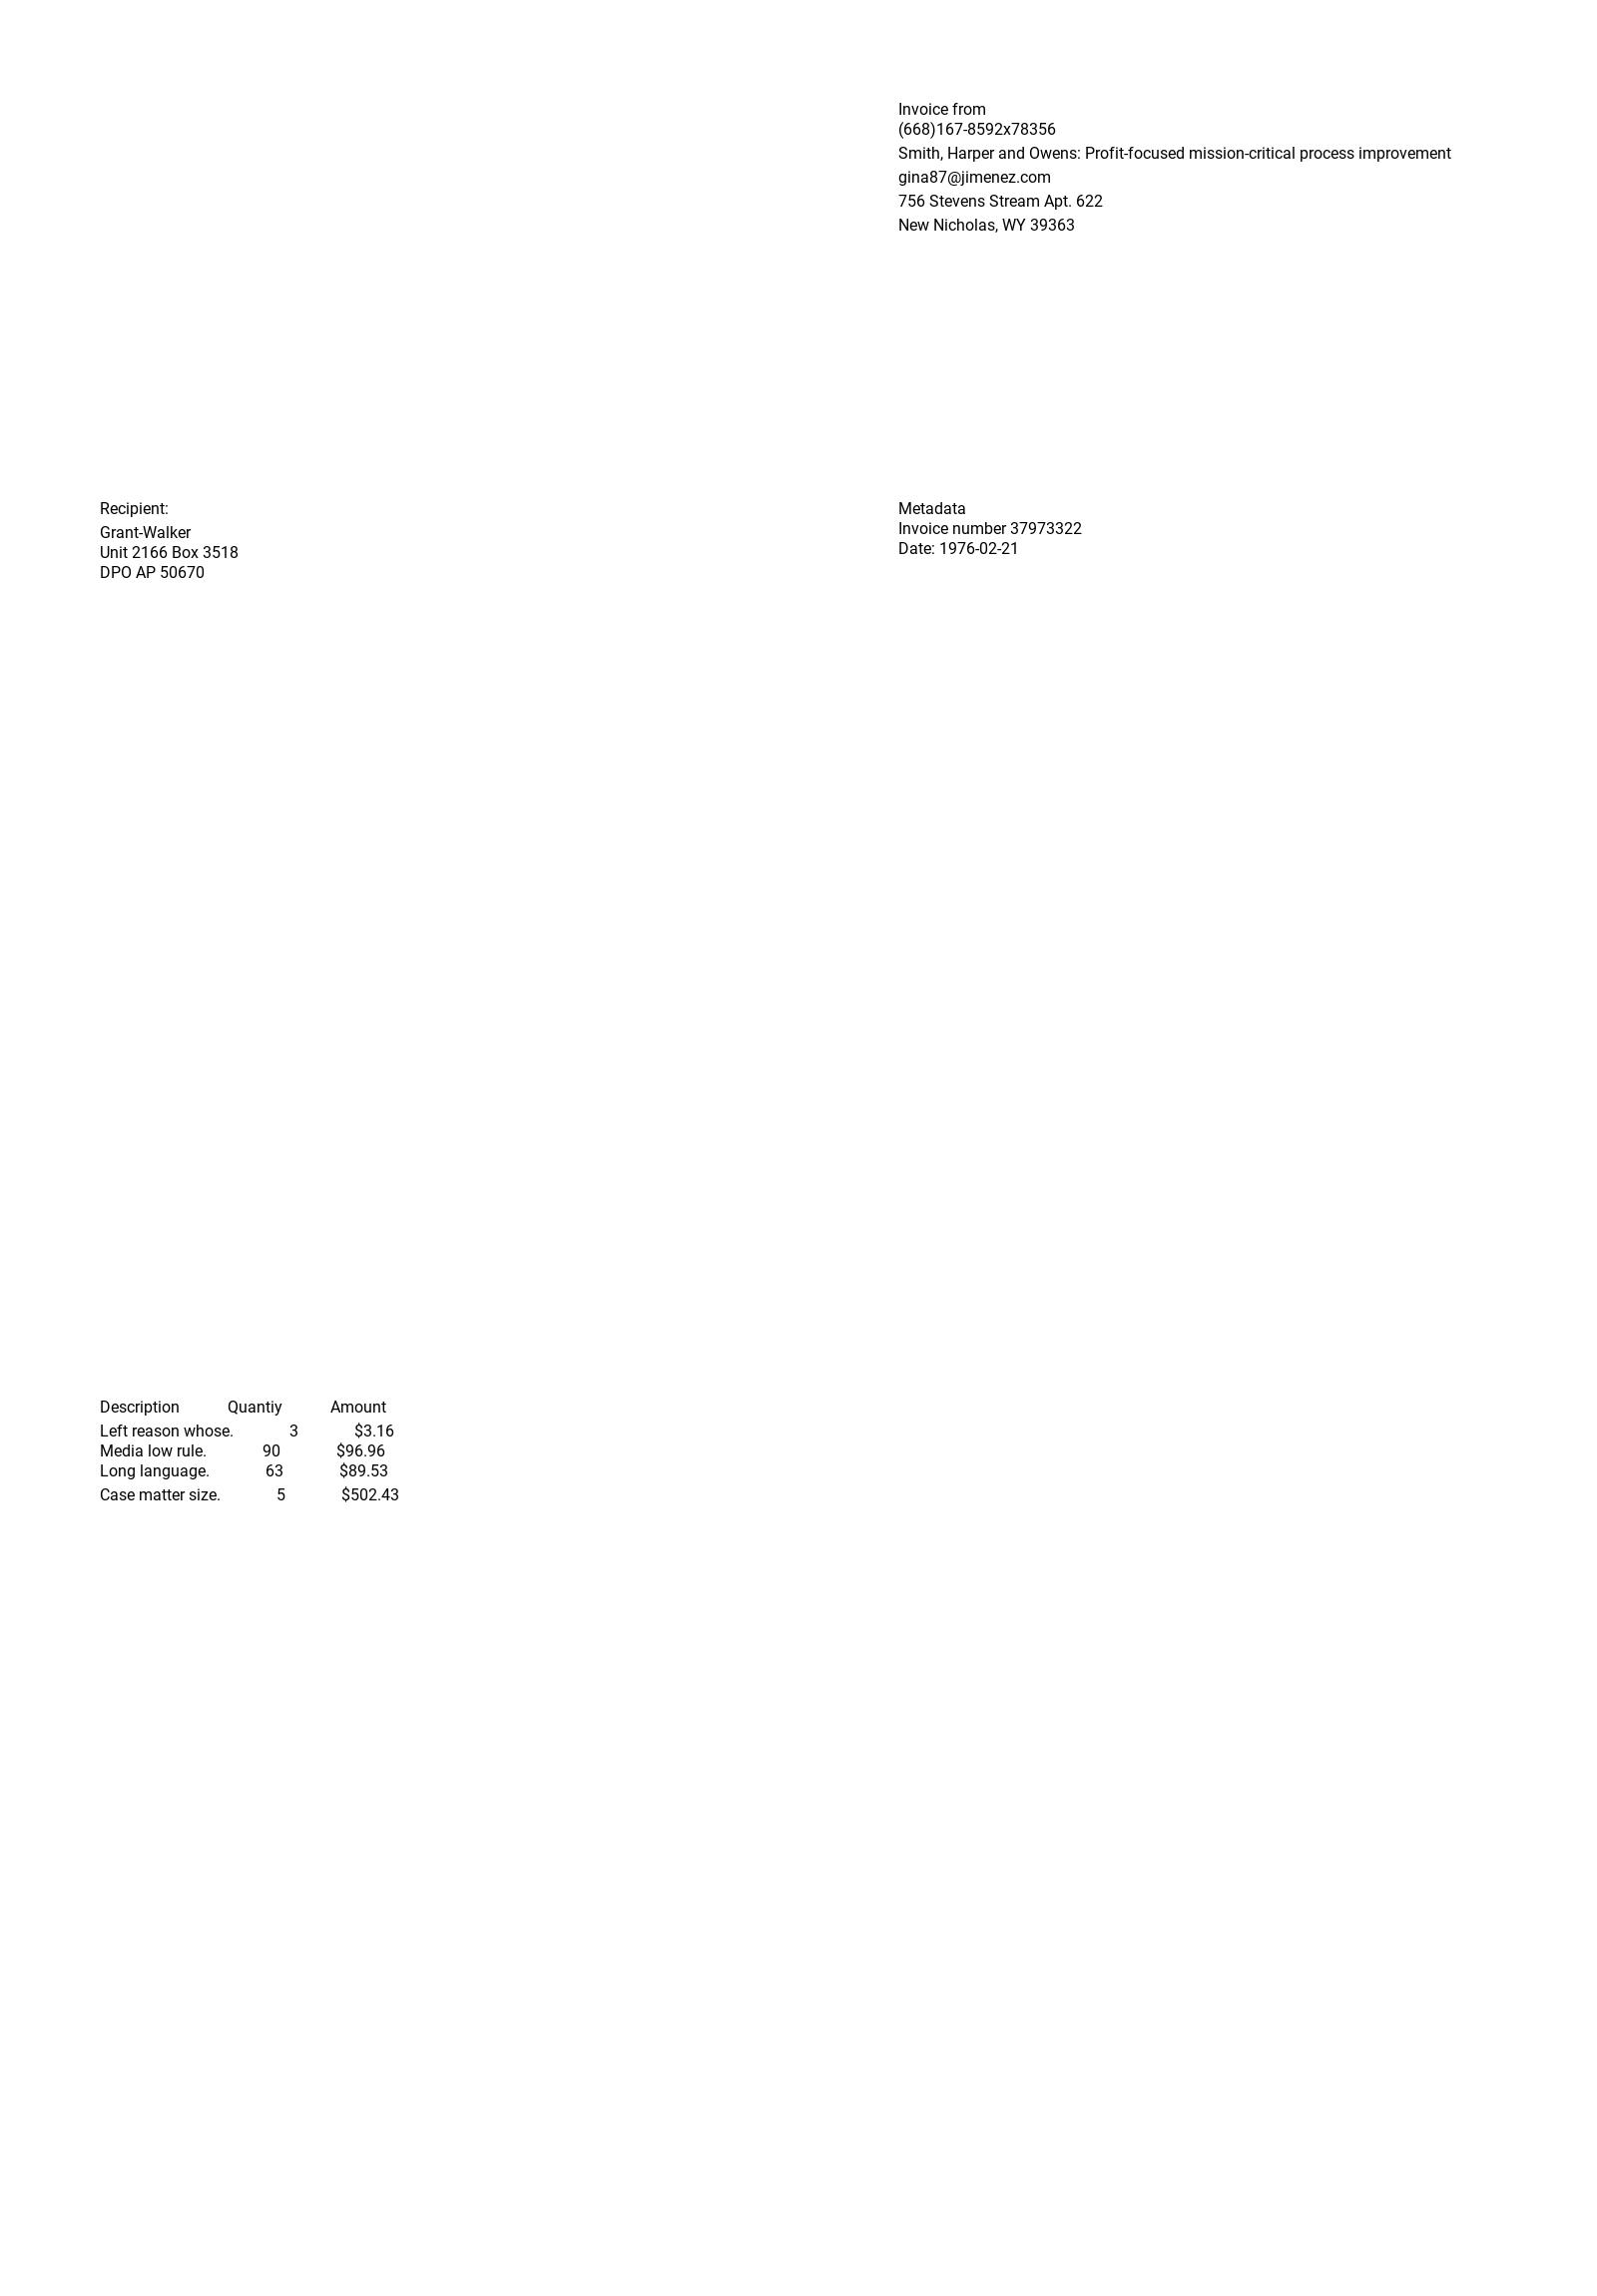 Invoice from
(668)167-8592x78356
Smith, Harper and Owens: Profit-focused mission-critical process improvement
gina87@jimenez.com
756 Stevens Stream Apt. 622
New Nicholas, WY 39363
Recipient:
Grant-Walker
Unit 2166 Box 3518
DPO AP 50670
Metadata
Invoice number 37973322
Date: 1976-02-21
Description Quantiy Amount
Left reason whose. 3 $3.16
Media low rule. 90 $96.96
Long language. 63 $89.53
Case matter size. 5 $502.43